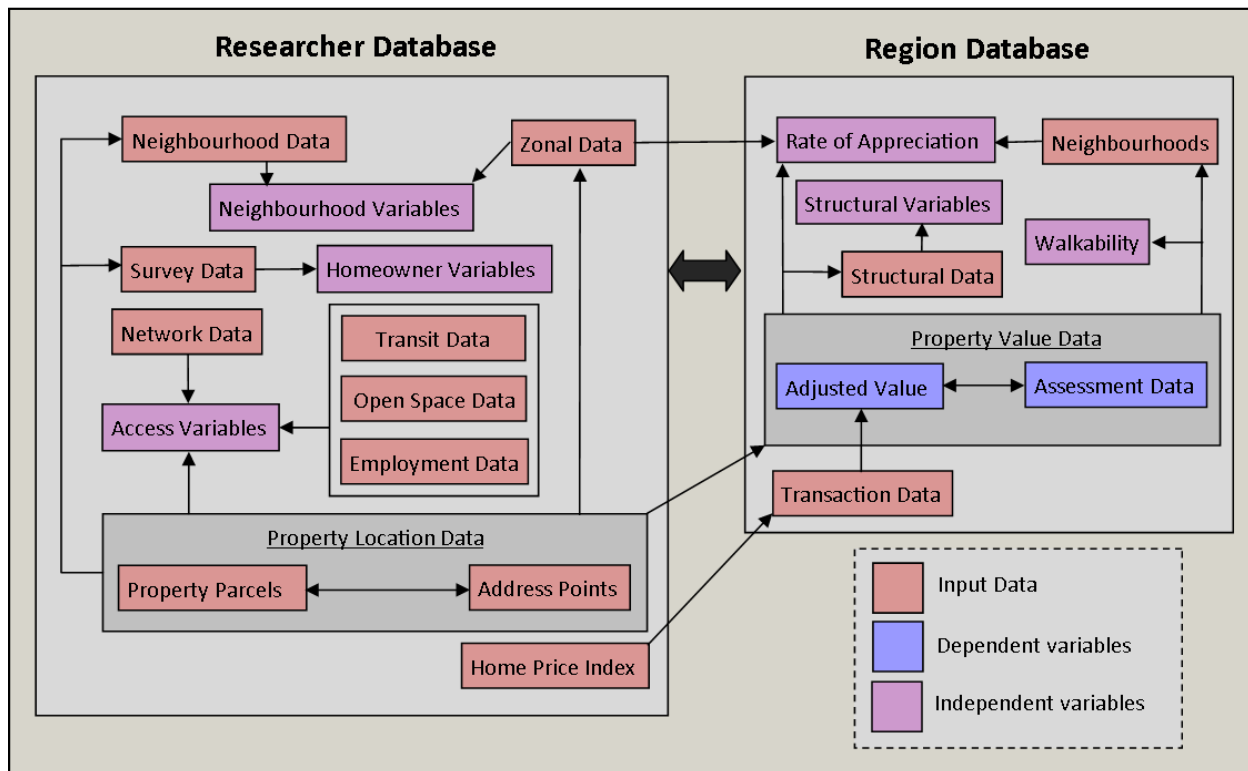 Researcher Database
Region Database
Neighbourhood Data
Zonal Data
Neighbourhood Variables
Survey Data
Homeowner Variables
Network Data
Transit Data
Open Space Data
Employment Data
Access Variables
Property Location Data
Property Parcels
Address Points
Home Price Index
Rate of Appreciation
Neighbourhoods
Structural Variables
Walkability
Structural Data
Property Value Data
Adjusted Value
Assessment Data
Transaction Data
Input Data
Dependent variables
Independent variables